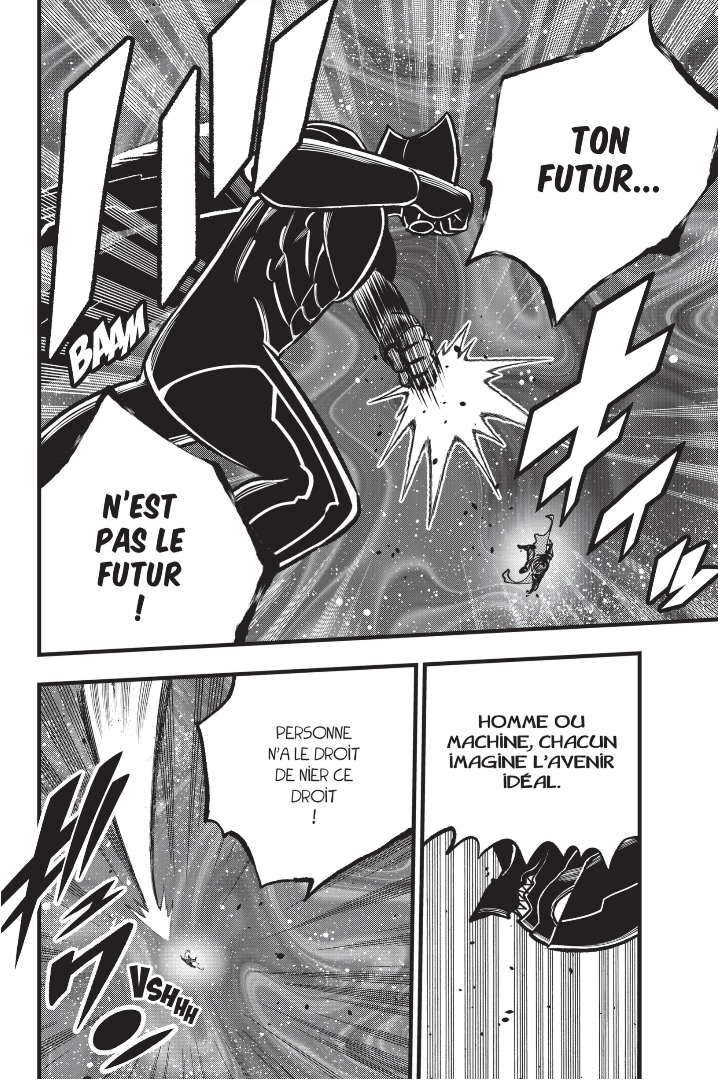 TON
FUTUR...
BAAM
N'EST
PAS LE
FUTUR
!
HOMME OU
MACHINE, CHACUN
IMAGINE L'AVENIR
IDÉAL.
PERSONNE
N'A LE DROIT
DE NIER CE
DROIT
!
VSHHH